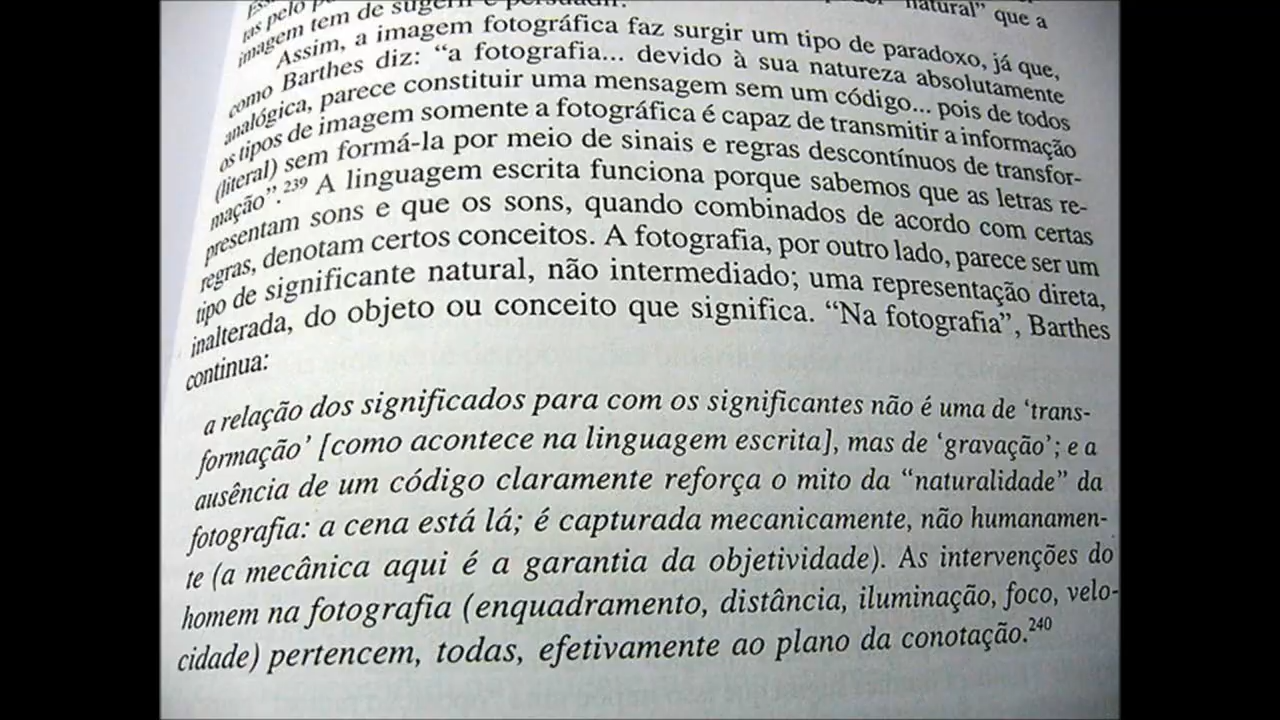 tas pelo
"natural" que a
imagem tem de sugerir e persuadir.
Assim, a imagem fotográfica faz surgir um tipo de paradoxo, já que,
como Barthes diz: "a fotografia... devido à sua natureza absolutamente
analógica, parece constituir uma mensagem sem um código... pois de todos
os tipos de imagem somente a fotográfica é capaz de transmitir a informação
(literal) sem formá-la por meio de sinais e regras descontínuos de transfor-
mação".239 A linguagem escrita funciona porque sabemos que as letras re-
presentam sons e que os sons, quando combinados de acordo com certas
regras, denotam certos conceitos. A fotografia, por outro lado, parece ser um
tipo de significante natural, não intermediado; uma representação direta,
inalterada, do objeto ou conceito que significa. "Na fotografia", Barthes
continua:
a relação dos significados para com os significantes não é uma de 'trans-
formação' [como acontece na linguagem escrita], mas de 'gravação'; e a
ausência de um código claramente reforça o mito da "naturalidade" da
fotografia: a cena está lá; é capturada mecanicamente, não humanamen-
te (a mecânica aqui é a garantia da objetividade). As intervenções do
homem na fotografia (enquadramento, distância, iluminação, foco, velo-
cidade) pertencem, todas, efetivamente ao plano da conotação.240